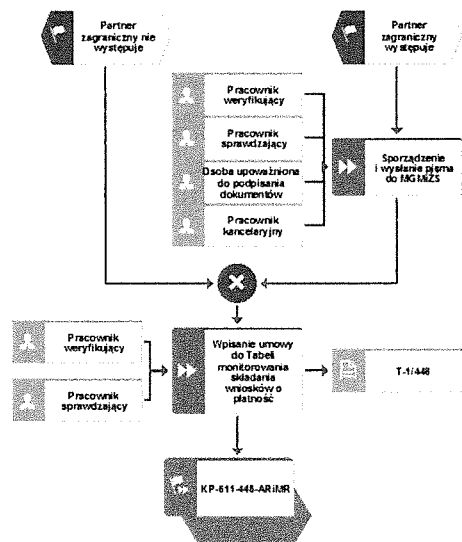 Partner
zagraniczny nie
występuje
Partner
zagraniczny
występuje
Pracownik
weryfikujący
Pracownik
sprawdzający
Osoba upoważniona
do podpisania
dokumentów
Pracownik
kancelaryjny
Sporządzenie
i wysłanie pisma
do MGMiŻŚ
Pracownik
weryfikujący
Pracownik
sprawdzający
Wpisanie umowy
do Tabeli
monitorowania
składania
wniosków o
płatność
T-1/448
KP-611-448-ARiMR